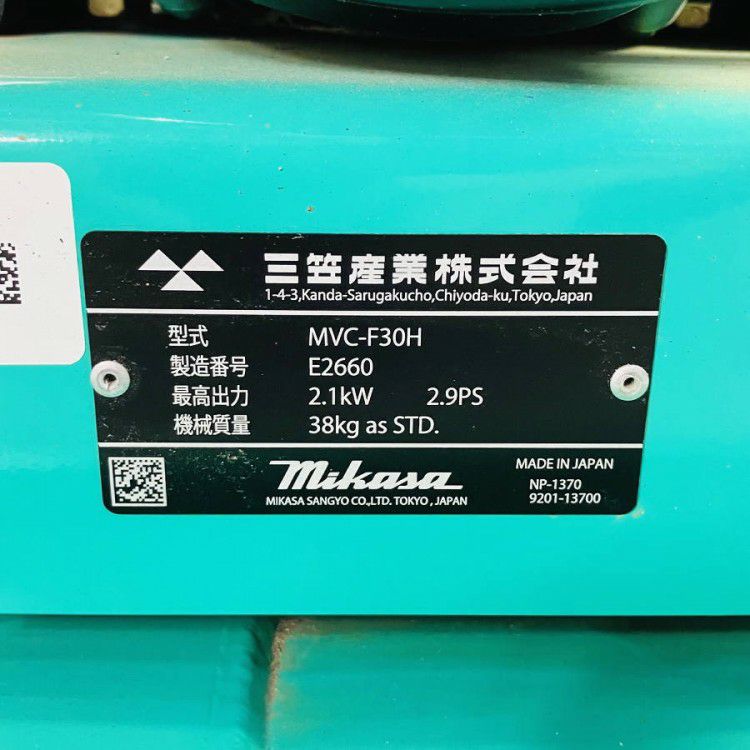 三笠産業株式会社
1-4-3,Kanda-Sarugakucho,Chiyoda-ku,Tokyo,Japan
型式 MVC-F30H
製造番号 E2660
最高出力 2.1kW 2.9PS
機械質量 38kg as STD.
mikasa
MIKASA SANGYO CO.,LTD. TOKYO , JAPAN
MADE IN JAPAN
NP-1370
9201-13700